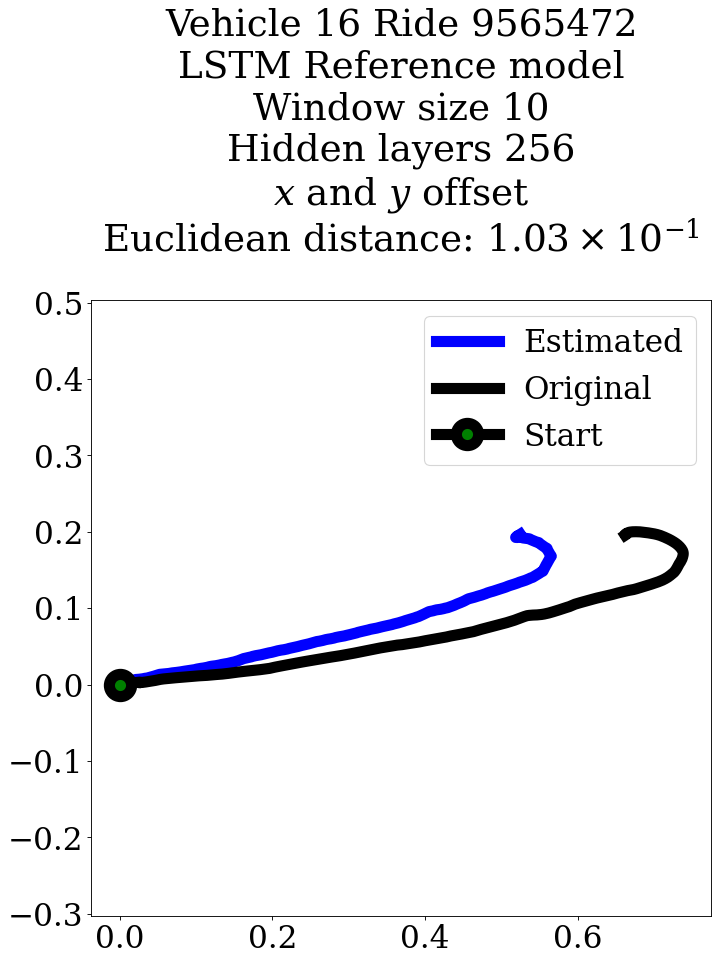 Vehicle 16 Ride 9565472
LSTM Reference model
Window size 10
Hidden layers 256
x and y offset
Euclidean distance: 1.03 × 10⁻¹
Estimated
Original
Start
0.5
0.4
0.3
0.2
0.1
0.0
−0.1
−0.2
−0.3
0.0 0.2 0.4 0.6